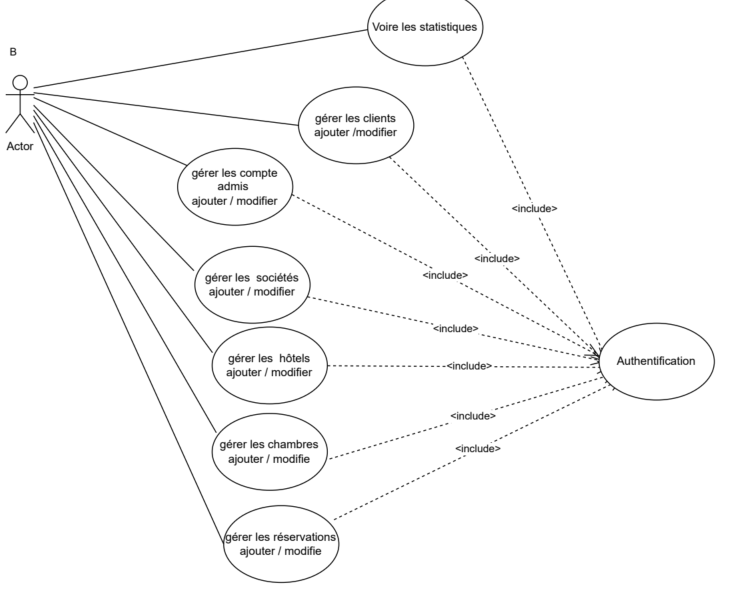 Voire les statistiques
B
Actor
gérer les clients
ajouter /modifier
gérer les compte
admis
ajouter / modifier
<include>
<include>
<include>
gérer les sociétés
ajouter / modifier
<include>
gérer les hôtels
ajouter / modifier
<include>
Authentification
<include>
gérer les chambres
ajouter / modifie
<include>
gérer les réservations
ajouter / modifie